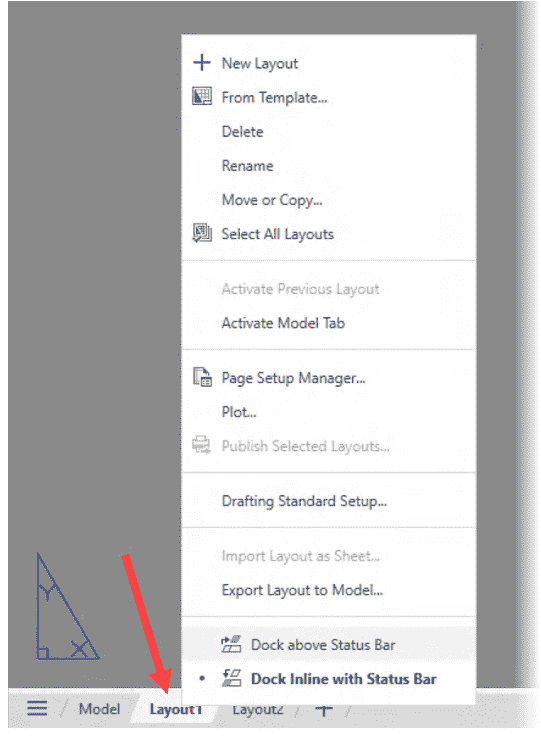 New Layout
From Template...
Delete
Rename
Move or Copy...
Select All Layouts
Activate Previous Layout
Activate Model Tab
Page Setup Manager...
Plot...
Publish Selected Layouts...
Drafting Standard Setup...
Import Layout as Sheet...
Export Layout to Model...
Dock above Status Bar
Dock Inline with Status Bar
Y
X
Model Layout1 Layout2